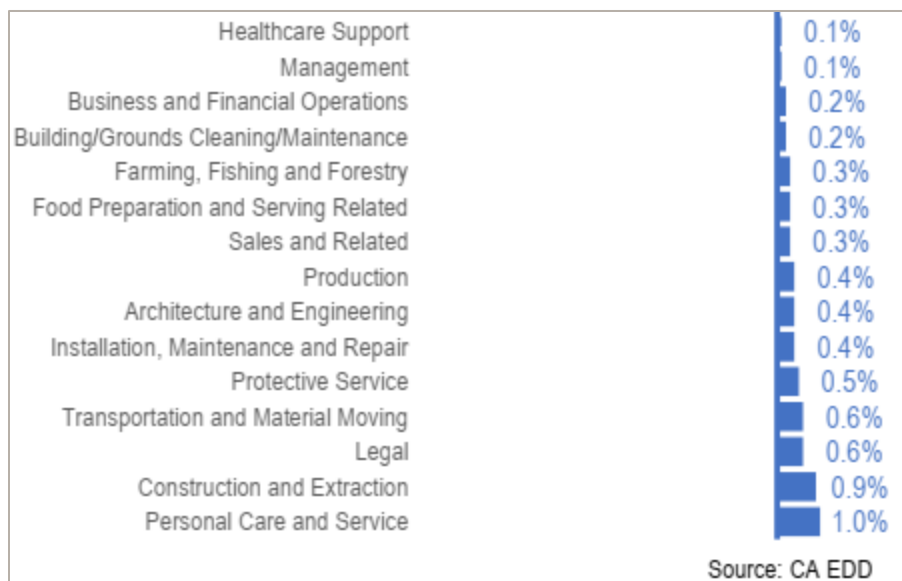 Healthcare Support 0.1%
Management 0.1%
Business and Financial Operations 0.2%
Building/Grounds Cleaning/Maintenance 0.2%
Farming, Fishing and Forestry 0.3%
Food Preparation and Serving Related 0.3%
Sales and Related 0.3%
Production 0.4%
Architecture and Engineering 0.4%
Installation, Maintenance and Repair 0.4%
Protective Service 0.5%
Transportation and Material Moving 0.6%
Legal 0.6%
Construction and Extraction 0.9%
Personal Care and Service 1.0%
Source: CA EDD